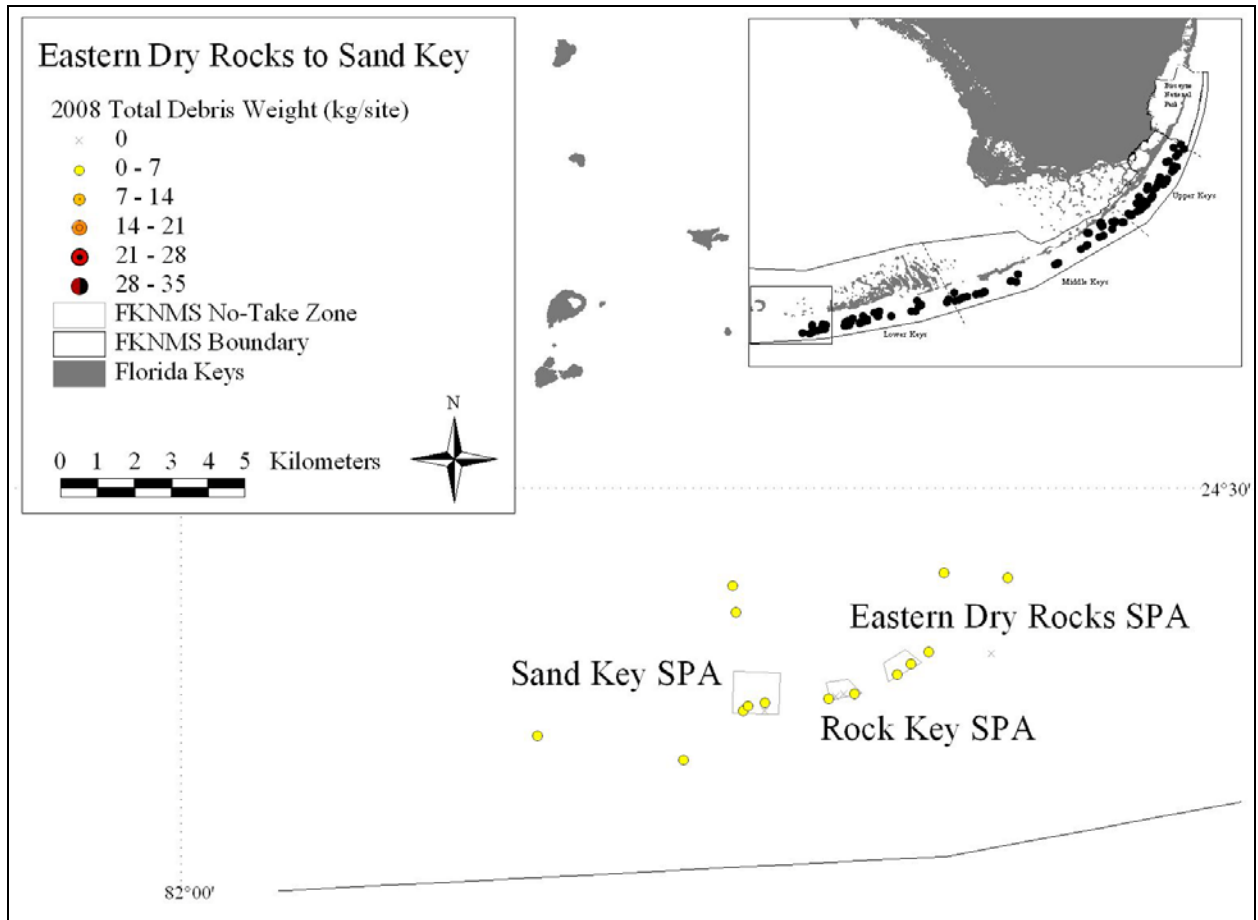 Eastern Dry Rocks to Sand Key
2008 Total Debris Weight (kg/site)
0
0 - 7
7 - 14
14 - 21
21 - 28
28 - 35
FKNMS No-Take Zone
FKNMS Boundary
Florida Keys
N
0 1 2 3 4 5 Kilometers
Biscayne
National
Park
Upper Keys
Middle Keys
Lower Keys
24°30'
Eastern Dry Rocks SPA
Sand Key SPA
Rock Key SPA
82°00'